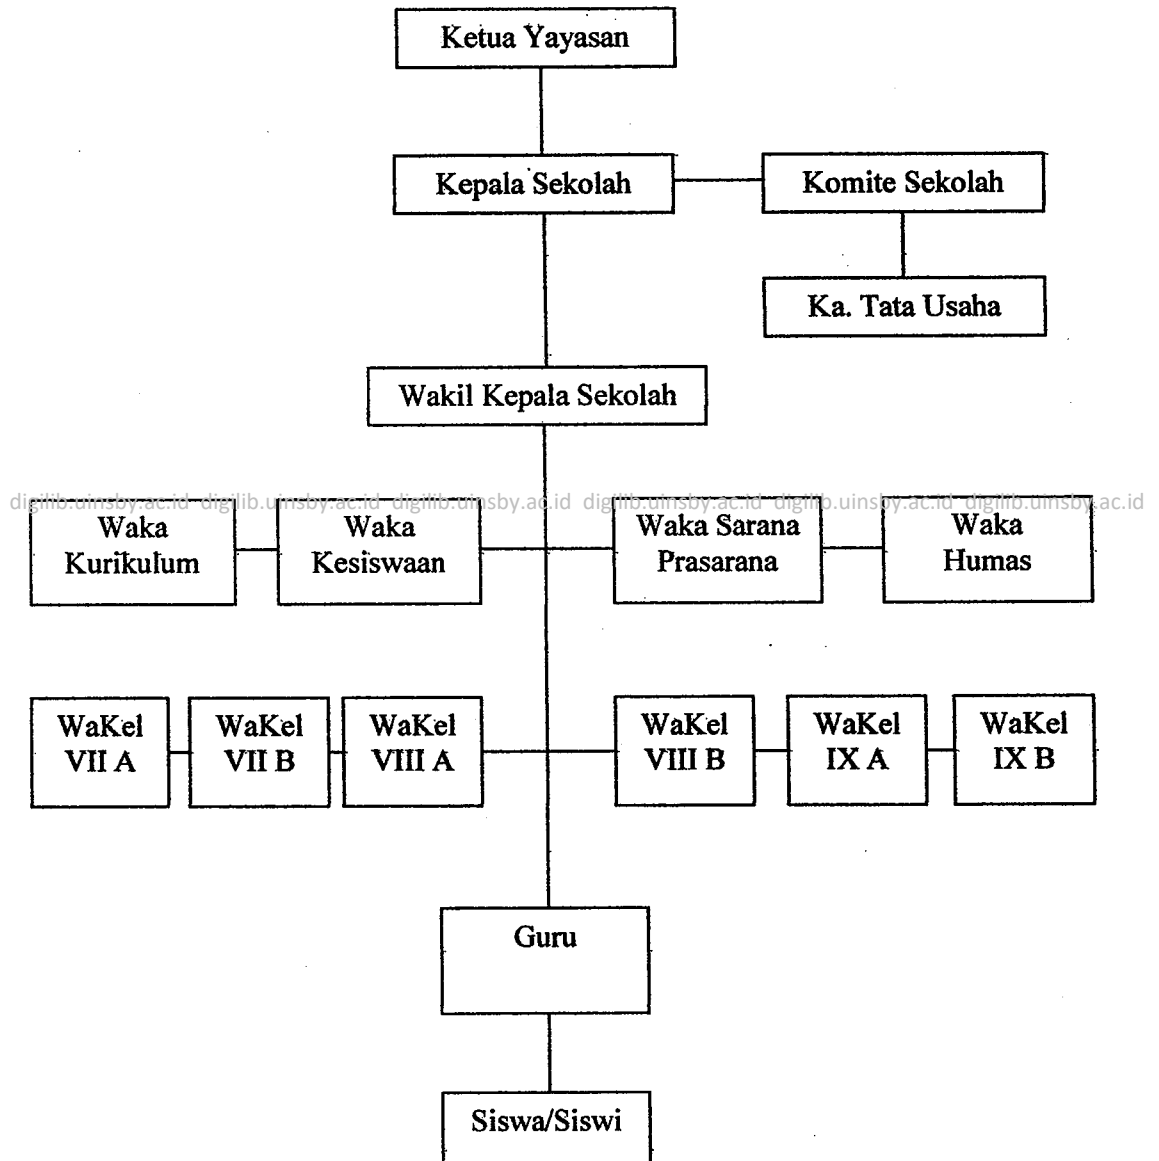 Ketua Yayasan
Kepala Sekolah
Komite Sekolah
Ka. Tata Usaha
Wakil Kepala Sekolah
digilib.uinsby.ac.id digilib.uinsby.ac.id digilib.uinsby.ac.id digilib.uinsby.ac.id digilib.uinsby.ac.id digilib.uinsby.ac.id
Waka
Kurikulum
Waka
Kesiswaan
Waka Sarana
Prasarana
Waka
Humas
WaKel
VII A
WaKel
VII B
WaKel
VIII A
WaKel
VIII B
WaKel
IX A
WaKel
IX B
Guru
Siswa/Siswi